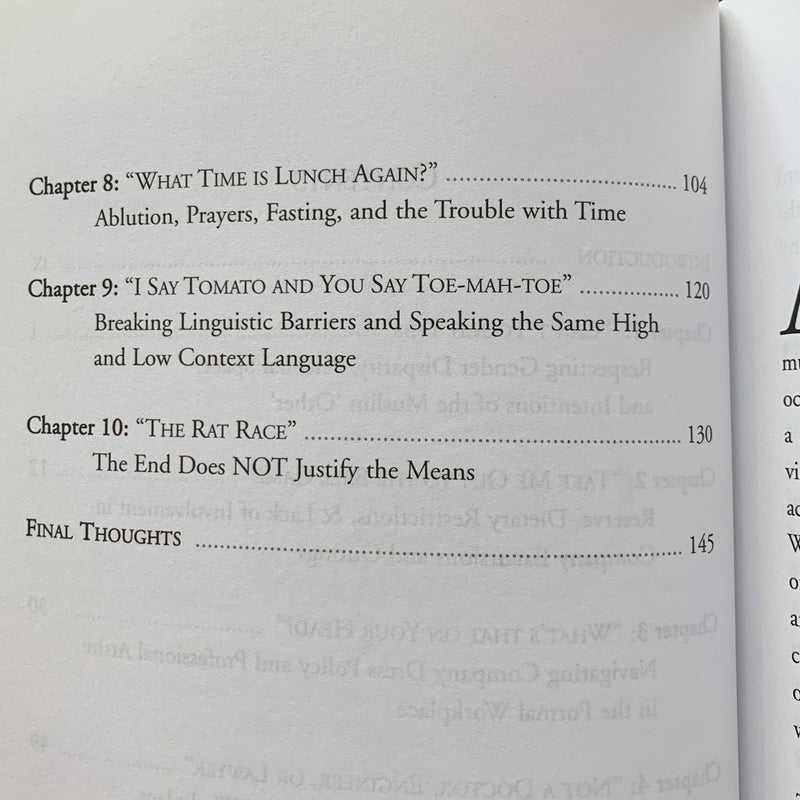 Chapter 8: “WHAT TIME IS LUNCH AGAIN?” ........................................ 104
Ablution, Prayers, Fasting, and the Trouble with Time
Chapter 9: “I SAY TOMATO AND YOU SAY TOE-MAH-TOE” ................. 120
Breaking Linguistic Barriers and Speaking the Same High
and Low Context Language
Chapter 10: “THE RAT RACE” ................................................................ 130
The End Does NOT Justify the Means
FINAL THOUGHTS ................................................................................. 145